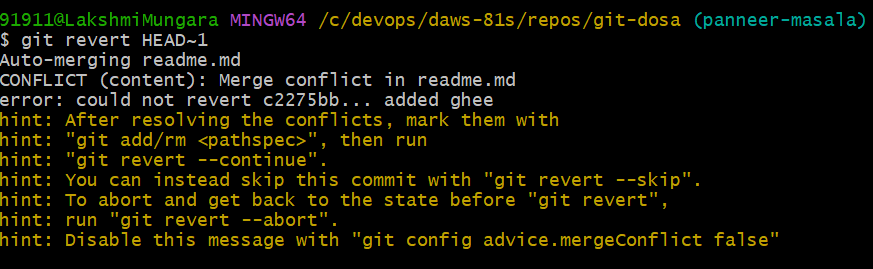 91911@LakshmiMungara MINGW64 /c/devops/daws-81s/repos/git-dosa (panneer-masala)
$ git revert HEAD~1
Auto-merging readme.md
CONFLICT (content): Merge conflict in readme.md
error: could not revert c2275bb... added ghee
hint: After resolving the conflicts, mark them with
hint: "git add/rm <pathspec>", then run
hint: "git revert --continue".
hint: You can instead skip this commit with "git revert --skip".
hint: To abort and get back to the state before "git revert",
hint: run "git revert --abort".
hint: Disable this message with "git config advice.mergeConflict false"